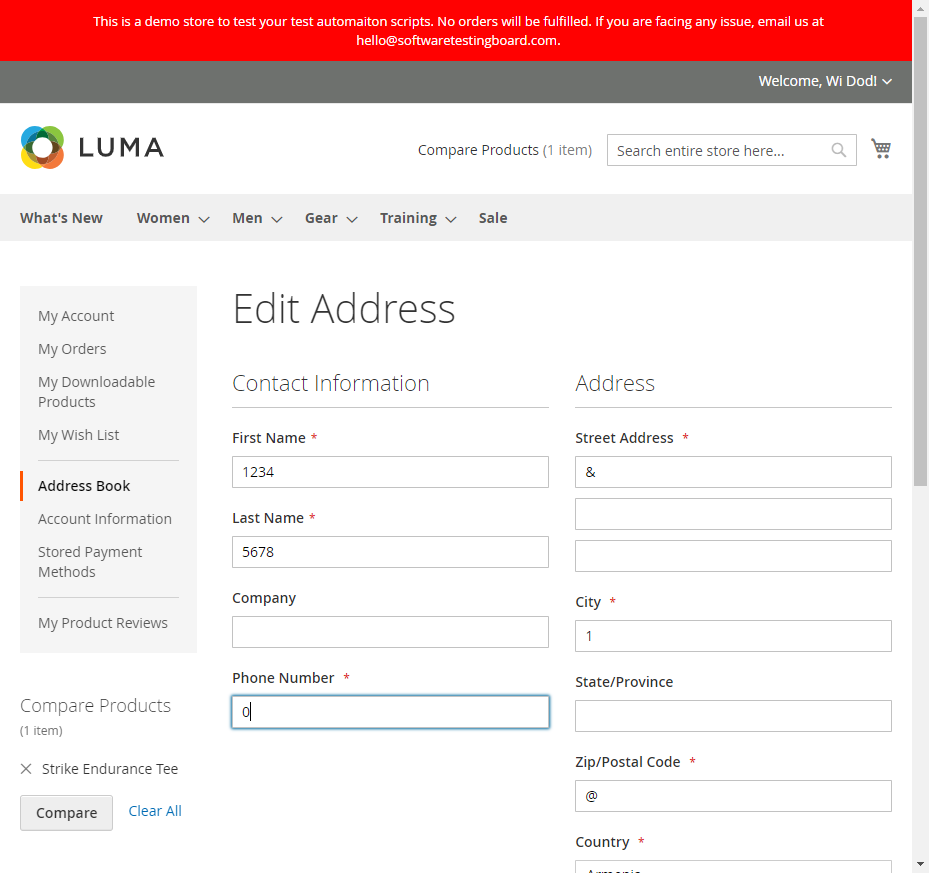 This is a demo store to test your test automaiton scripts. No orders will be fulfilled. If you are facing any issue, email us at
hello@softwaretestingboard.com.
Welcome, Wi Dod!
LUMA
Compare Products (1 item)
Search entire store here...
What's New
Women
Men
Gear
Training
Sale
My Account
My Orders
My Downloadable
Products
My Wish List
Address Book
Account Information
Stored Payment
Methods
My Product Reviews
Compare Products
(1 item)
Strike Endurance Tee
Compare
Clear All
Edit Address
Contact Information
First Name *
1234
Last Name *
5678
Company
Phone Number *
0
Address
Street Address *
&
City *
1
State/Province
Zip/Postal Code *
@
Country *